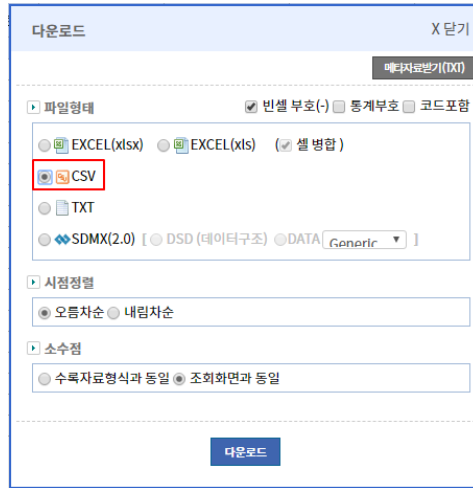 다운로드 X 닫기
메타자료받기(TXT)
파일형태 빈셀 부호(-) 통계부호 코드포함
EXCEL(xlsx) EXCEL(xls) ( 셀 병합 )
CSV
TXT
SDMX(2.0) [ DSD (데이터구조) DATA Generic ▼ ]
시점정렬
오름차순 내림차순
소수점
수록자료형식과 동일 조회화면과 동일
다운로드